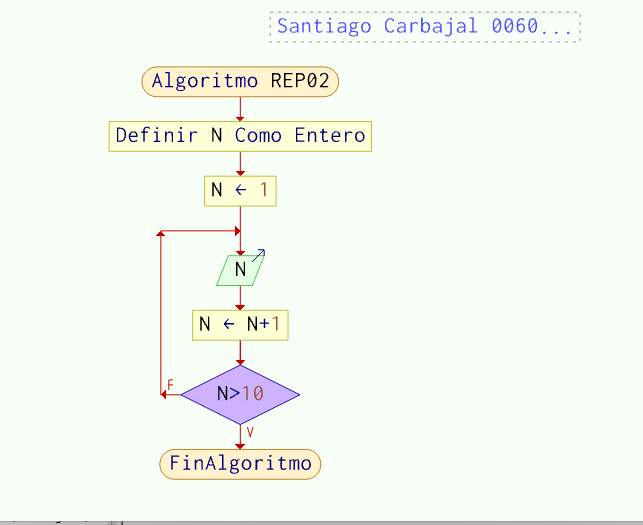 Santiago Carbajal 0060...
Algoritmo REP02
Definir N Como Entero
N ← 1
N
N ← N+1
F
N>10
V
FinAlgoritmo